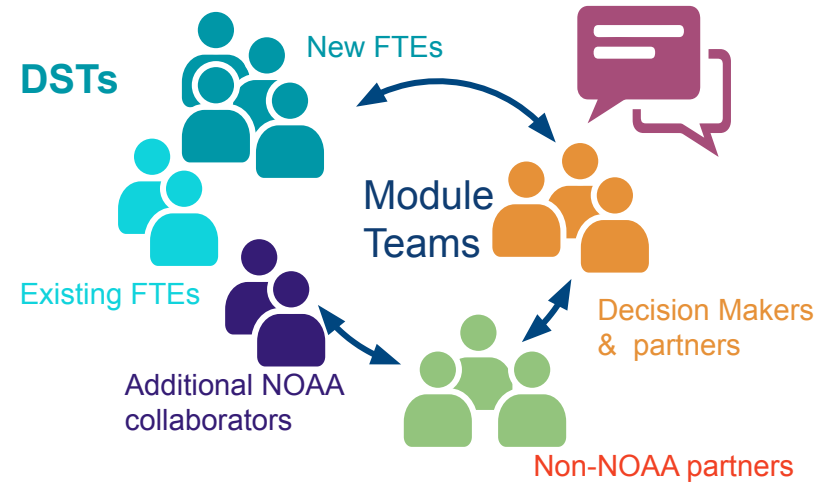 New FTEs
DSTs
Module
Teams
Existing FTEs
Decision Makers
& partners
Additional NOAA
collaborators
Non-NOAA partners